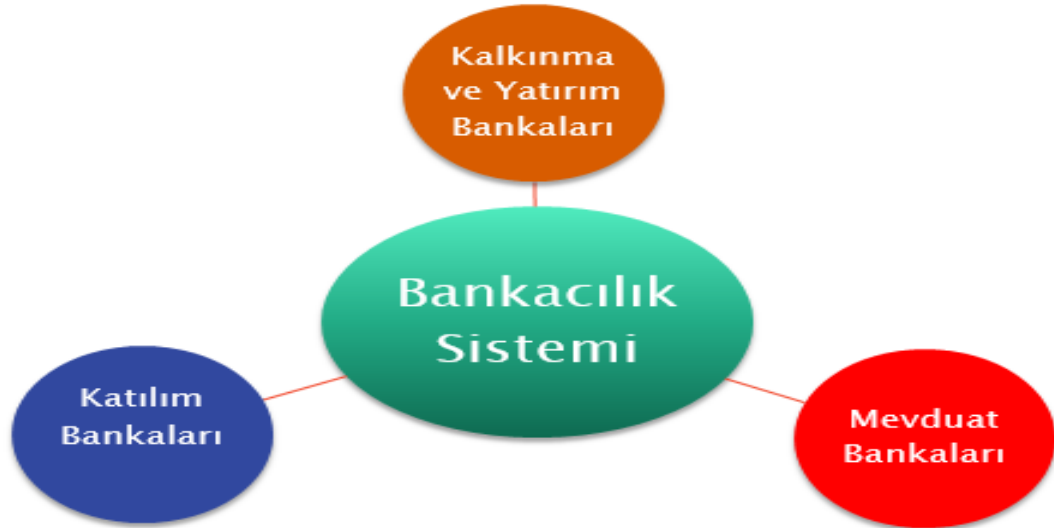 Kalkınma
ve Yatırım
Bankaları
Bankacılık
Sistemi
Katılım
Bankaları
Mevduat
Bankaları